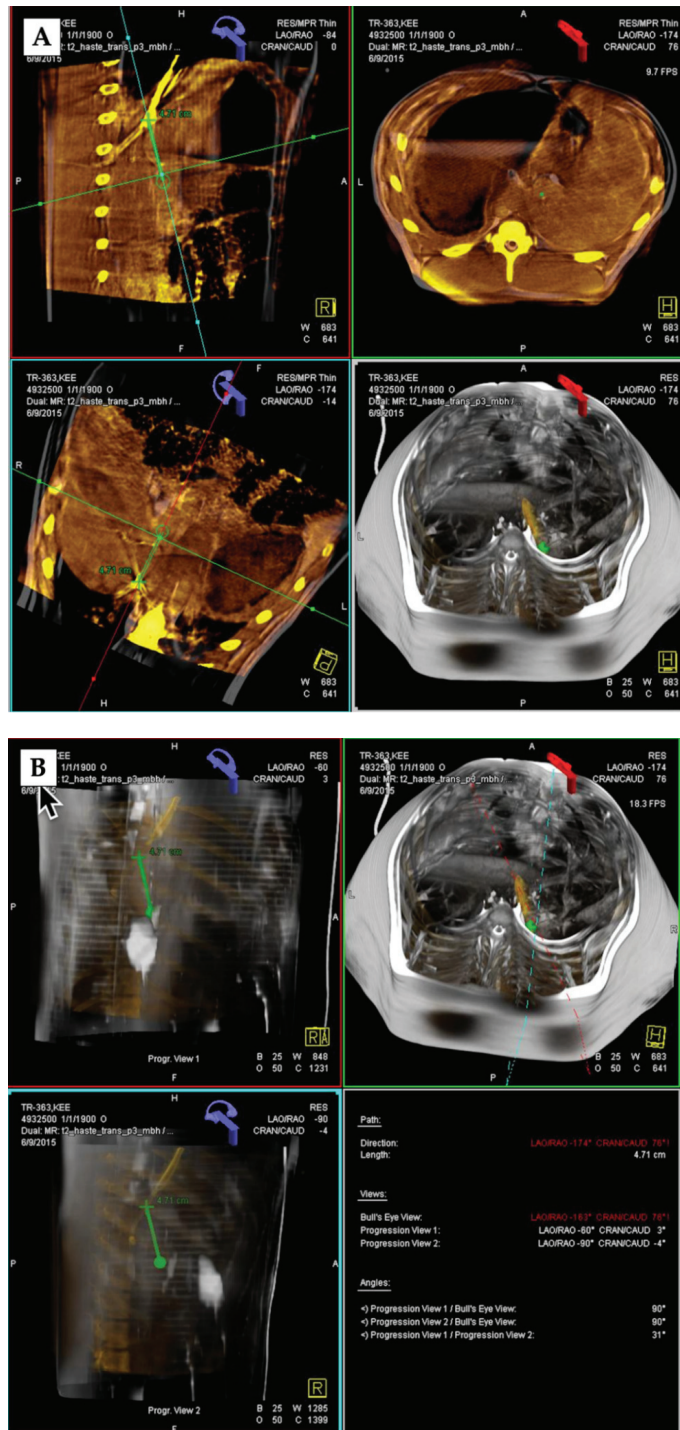 A
H
RES/MPR Thin
TR-363,KEE
4932500 1/1/1900 O
LAO/RAO -84
Dual: MR: t2_haste_trans_p3_mbh / ...
CRAN/CAUD 0
6/9/2015
4.71 cm
P
A
R
W 683
C 641
F
A
RES/MPR Thin
TR-363,KEE
4932500 1/1/1900 O
LAO/RAO -174
Dual: MR: t2_haste_trans_p3_mbh / ...
CRAN/CAUD 76
6/9/2015
9.7 FPS
L
H
W 683
C 641
P
F
RES/MPR Thin
TR-363,KEE
4932500 1/1/1900 O
LAO/RAO -174
Dual: MR: t2_haste_trans_p3_mbh / ...
CRAN/CAUD -14
6/9/2015
R
4.71 cm
L
P
W 683
C 641
H
A
RES
TR-363,KEE
4932500 1/1/1900 O
LAO/RAO -174
Dual: MR: t2_haste_trans_p3_mbh /
CRAN/CAUD 76
6/9/2015
L
H
B 25 W 683
O 50 C 641
P
B
H
RES
KEE
1/1/1900 O
LAO/RAO -60
t2_haste_trans_p3_mbh / ...
CRAN/CAUD 3
6/9/2015
4.71 cm
P
A
R A
Progr. View 1
B 25 W 848
O 50 C 1231
F
A
RES
TR-363,KEE
4932500 1/1/1900 O
LAO/RAO -174
Dual: MR: t2_haste_trans_p3_mbh /
CRAN/CAUD 76
6/9/2015
18.3 FPS
L
R
H
B 25 W 683
O 50 C 641
P
H
RES
TR-363,KEE
4932500 1/1/1900 O
LAO/RAO -90
Dual: MR: t2_haste_trans_p3_mbh / ...
CRAN/CAUD -4
6/9/2015
4.71 cm
P
A
R
Progr. View 2
B 25 W 1285
O 50 C 1399
F
Path:
Direction: LAO/RAO -174° CRAN/CAUD 76°!
Length: 4.71 cm
Views:
Bull's Eye View: LAO/RAO -163° CRAN/CAUD 76°!
Progression View 1: LAO/RAO -60° CRAN/CAUD 3°
Progression View 2: LAO/RAO -90° CRAN/CAUD -4°
Angles:
<) Progression View 1 / Bull's Eye View: 90°
<) Progression View 2 / Bull's Eye View: 90°
<) Progression View 1 / Progression View 2: 31°